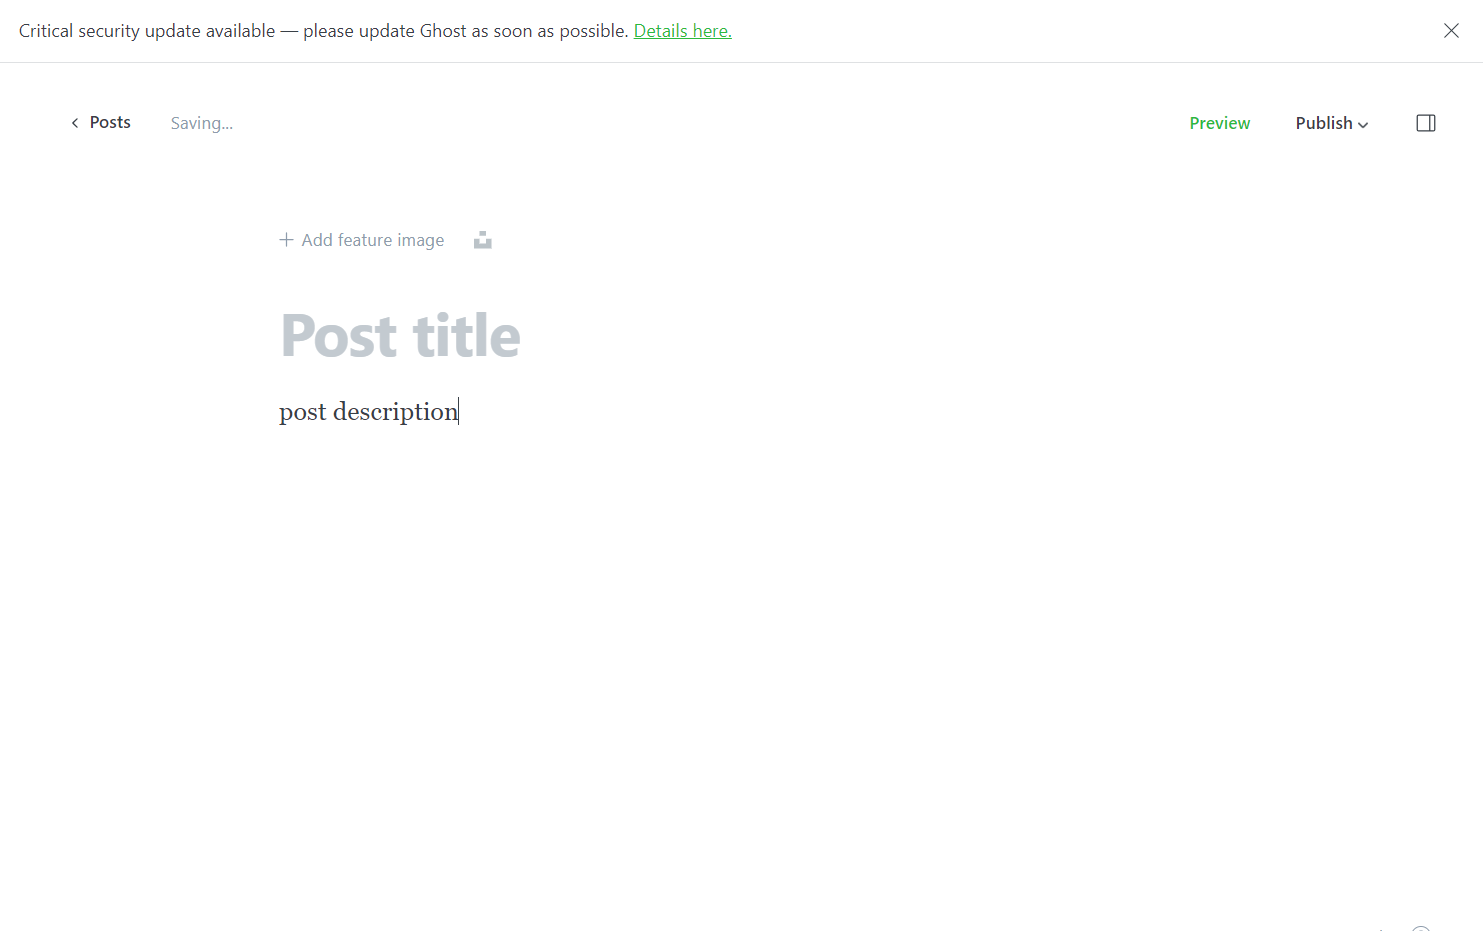 Critical security update available — please update Ghost as soon as possible. Details here.
Posts
Saving...
Preview
Publish
Add feature image
Post title
post description